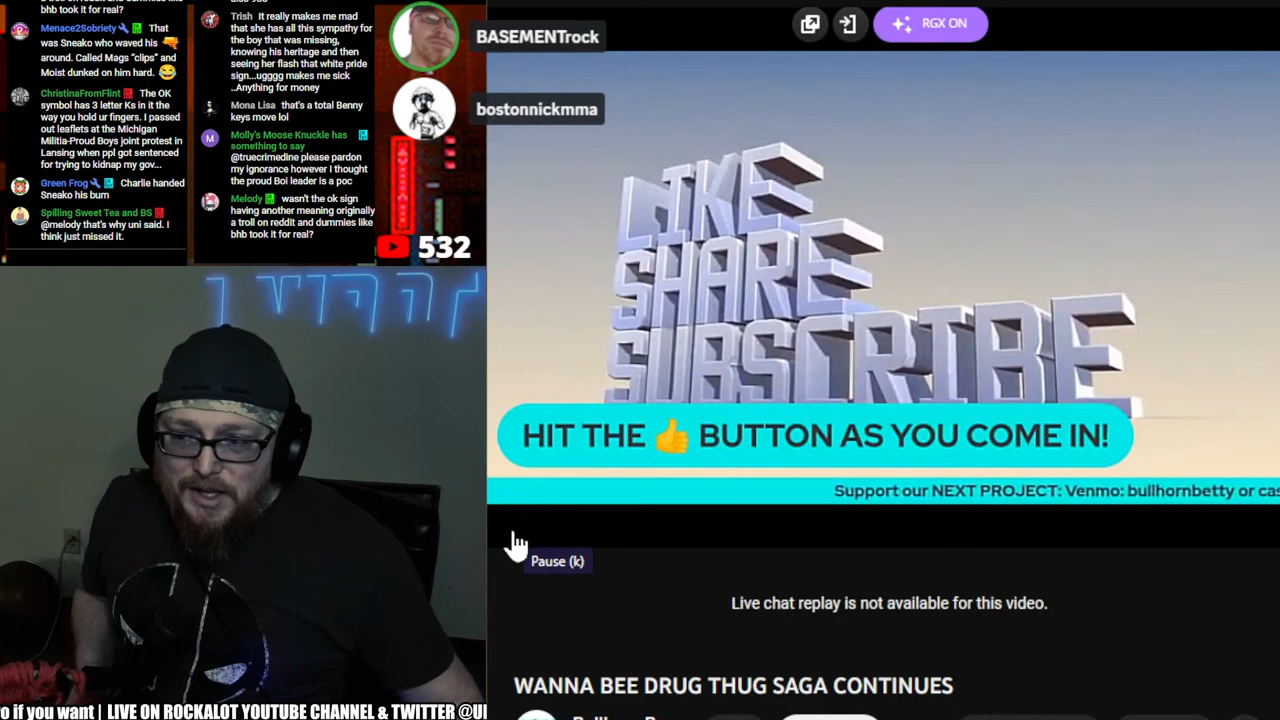 bhb took it for real?
Menace2Sobriety That
was Sneako who waved his
around. Called Mags "clips" and
Moist dunked on him hard.
ChristinaFromFlint The OK
symbol has 3 letter Ks in it the
way you hold ur fingers. I passed
out leaflets at the Michigan
Militia-Proud Boys joint protest in
Lansing when ppl got sentenced
for trying to kidnap my gov...
Green Frog Charlie handed
Sneako his bum
Spilling Sweet Tea and BS
@melody that's why uni said. I
think just missed it.
Trish It really makes me mad
that she has all this sympathy for
the boy that was missing,
knowing his heritage and then
seeing her flash that white pride
sign...ugggg makes me sick
..Anything for money
Mona Lisa that's a total Benny
keys move lol
Molly's Moose Knuckle has
something to say
@truecrimedine please pardon
my ignorance however I thought
the proud Boi leader is a poc
Melody wasn't the ok sign
having another meaning originally
a troll on reddit and dummies like
bhb took it for real?
532
BASEMENTrock
bostonnickmma
RGX ON
LIKE
SHARE
SUBSCRIBE
HIT THE 👍 BUTTON AS YOU COME IN!
Support our NEXT PROJECT: Venmo: bullhornbetty or
Pause (k)
Live chat replay is not available for this video.
WANNA BEE DRUG THUG SAGA CONTINUES
if you want | LIVE ON ROCKALOT YOUTUBE CHANNEL & TWITTER